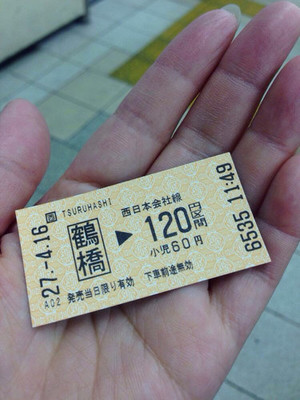 TSURUHASHI
鶴橋
西日本会社線
▶ 120円区間
小児60円
発売当日限り有効 下車前途無効
27.-4.16
A02
6535 11:49